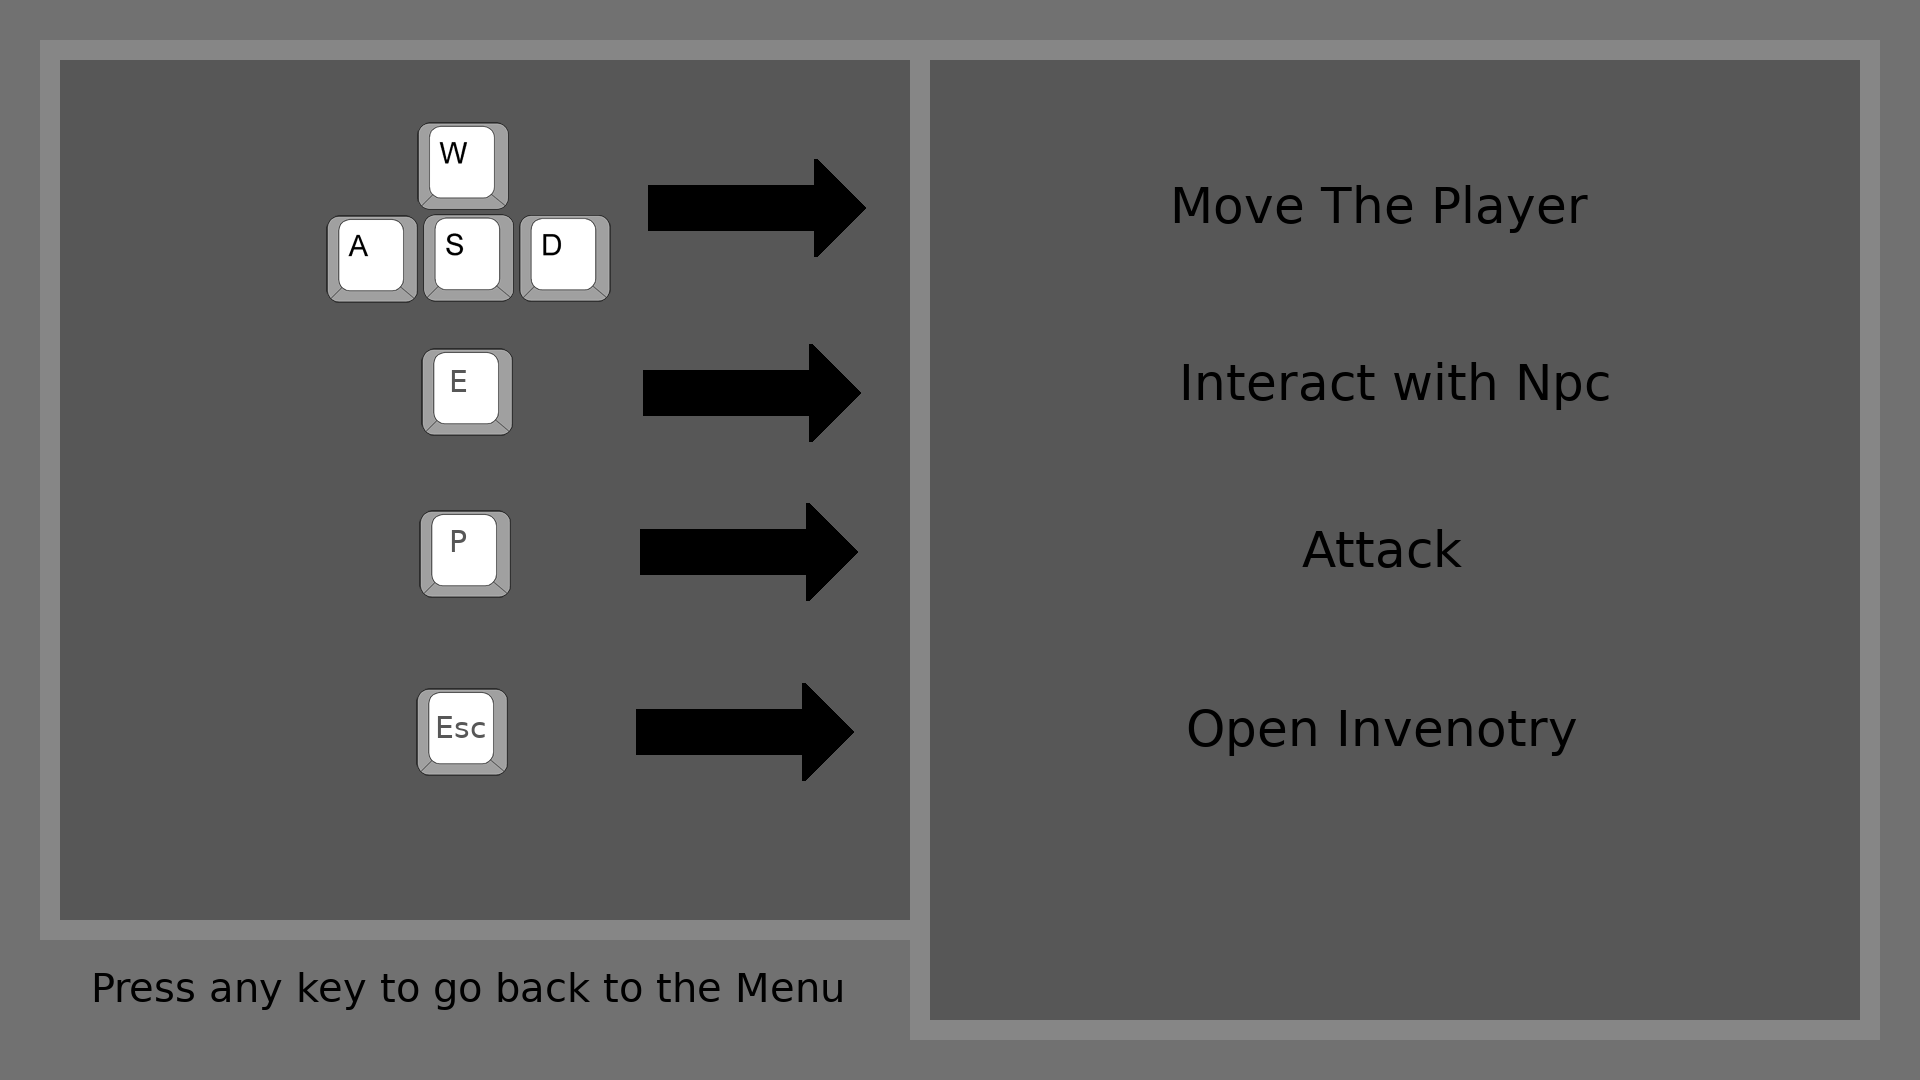 W
A S D
Move The Player
E
Interact with Npc
P
Attack
Esc
Open Invenotry
Press any key to go back to the Menu